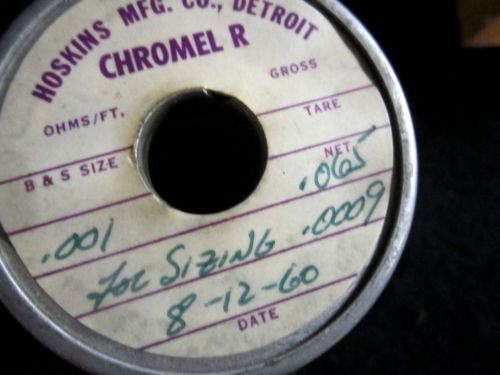 HOSKINS MFG. CO., DETROIT
CHROMEL R
OHMS/FT.
GROSS
TARE
B & S SIZE
NET
.065
.001
FOR SIZING .0009
8-12-60
DATE